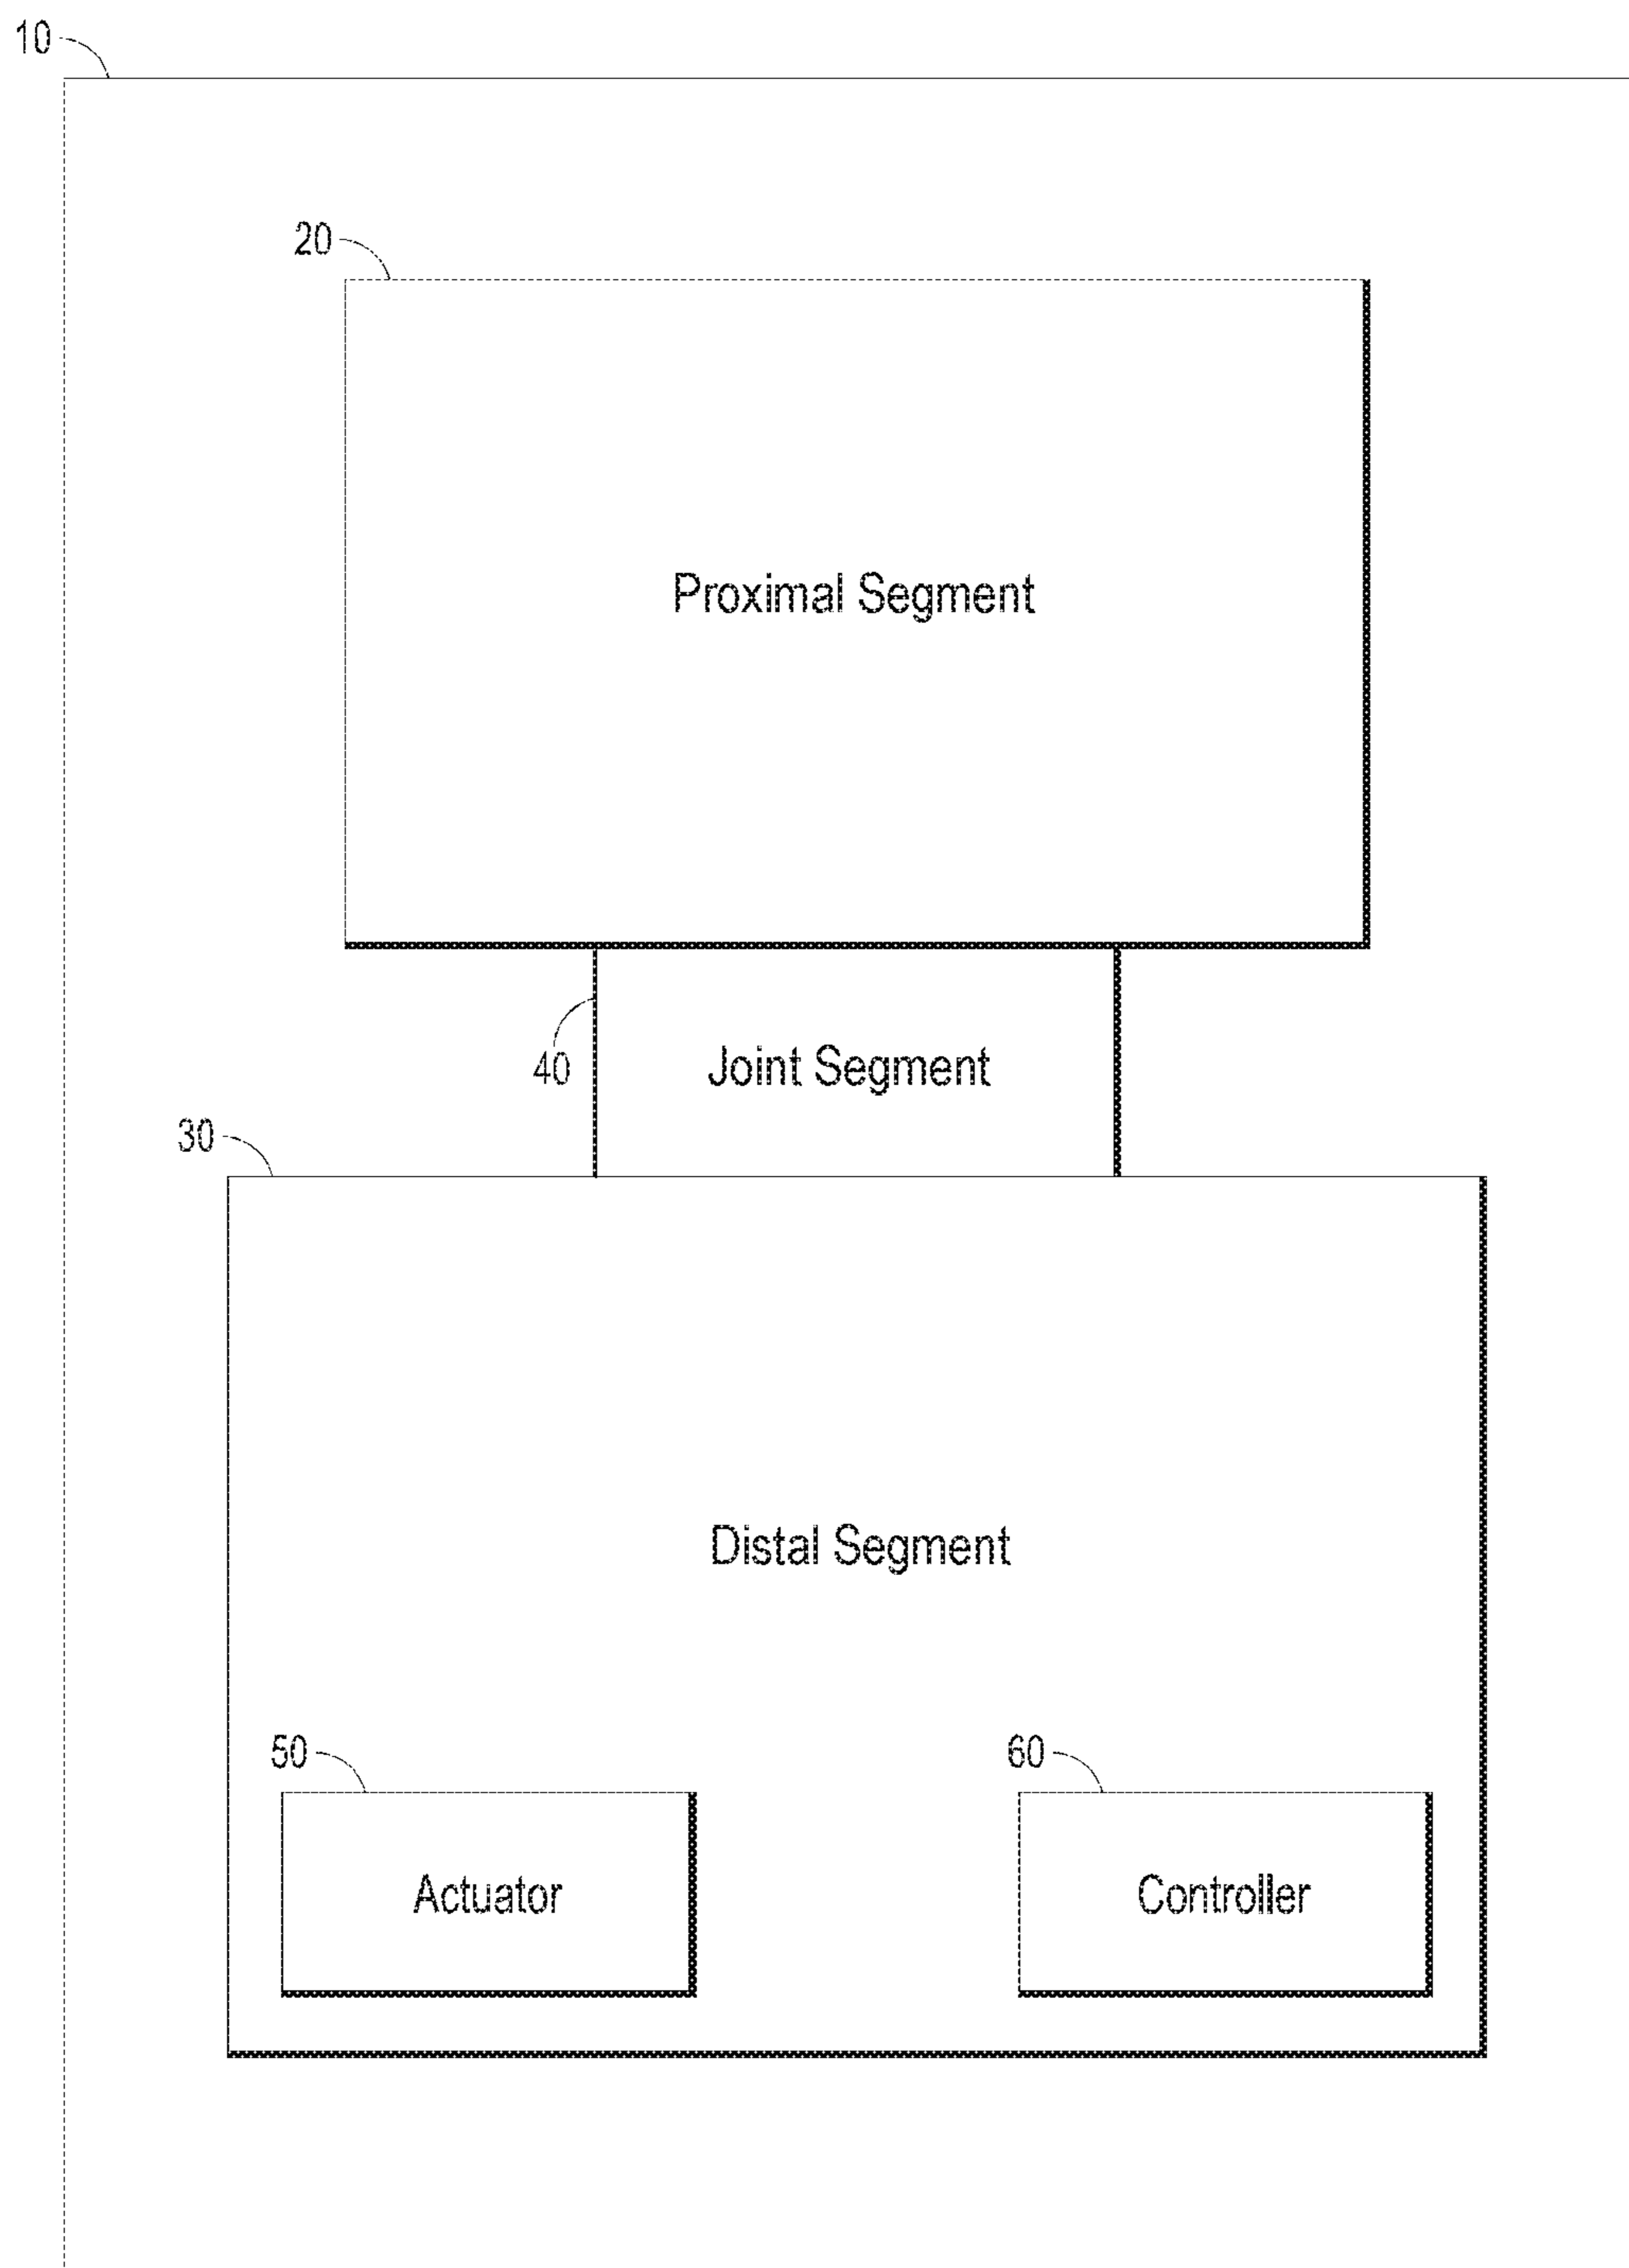 10
20
Proximal Segment
40
Joint Segment
30
Distal Segment
50
60
Actuator
Controller